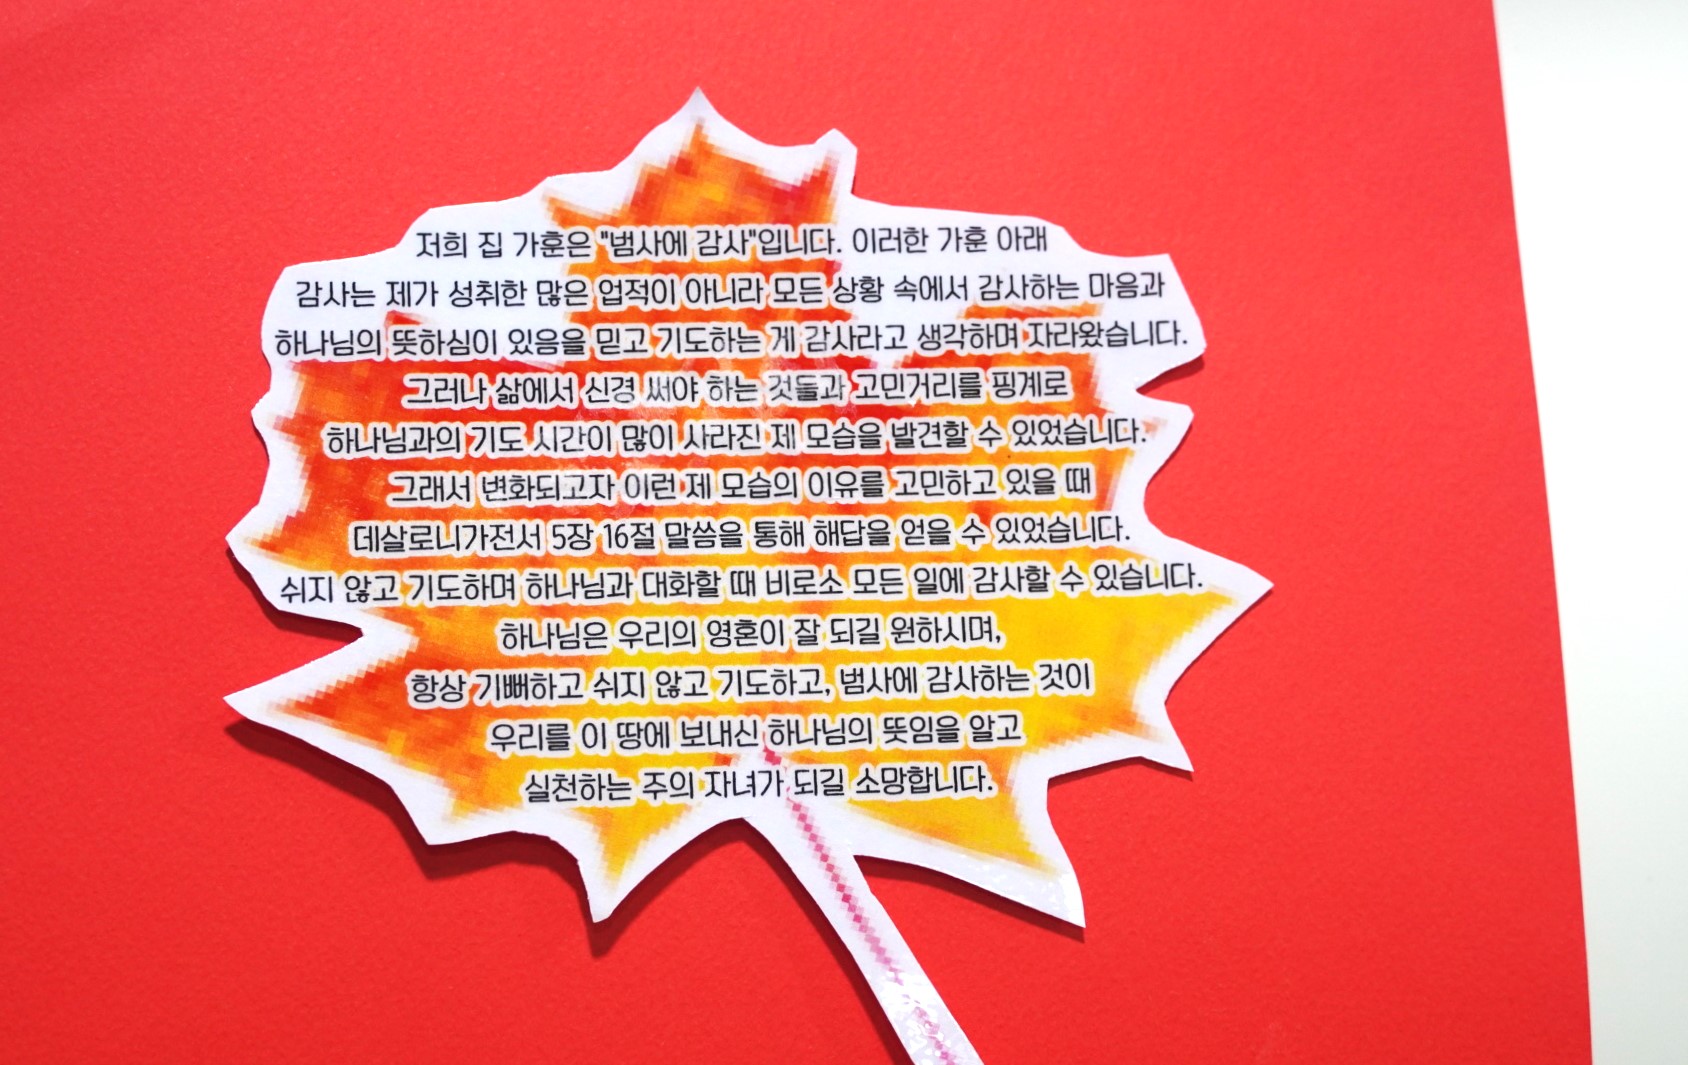 저희 집 가훈은 "범사에 감사"입니다. 이러한 가훈 아래
감사는 제가 성취한 많은 업적이 아니라 모든 상황 속에서 감사하는 마음과
하나님의 뜻하심이 있음을 믿고 기도하는 게 감사라고 생각하며 자라왔습니다.
그러나 삶에서 신경 써야 하는 것들과 고민거리를 핑계로
하나님과의 기도 시간이 많이 사라진 제 모습을 발견할 수 있었습니다.
그래서 변화되고자 이런 제 모습의 이유를 고민하고 있을 때
데살로니가전서 5장 16절 말씀을 통해 해답을 얻을 수 있었습니다.
쉬지 않고 기도하며 하나님과 대화할 때 비로소 모든 일에 감사할 수 있습니다.
하나님은 우리의 영혼이 잘 되길 원하시며,
항상 기뻐하고 쉬지 않고 기도하고, 범사에 감사하는 것이
우리를 이 땅에 보내신 하나님의 뜻임을 알고
실천하는 주의 자녀가 되길 소망합니다.